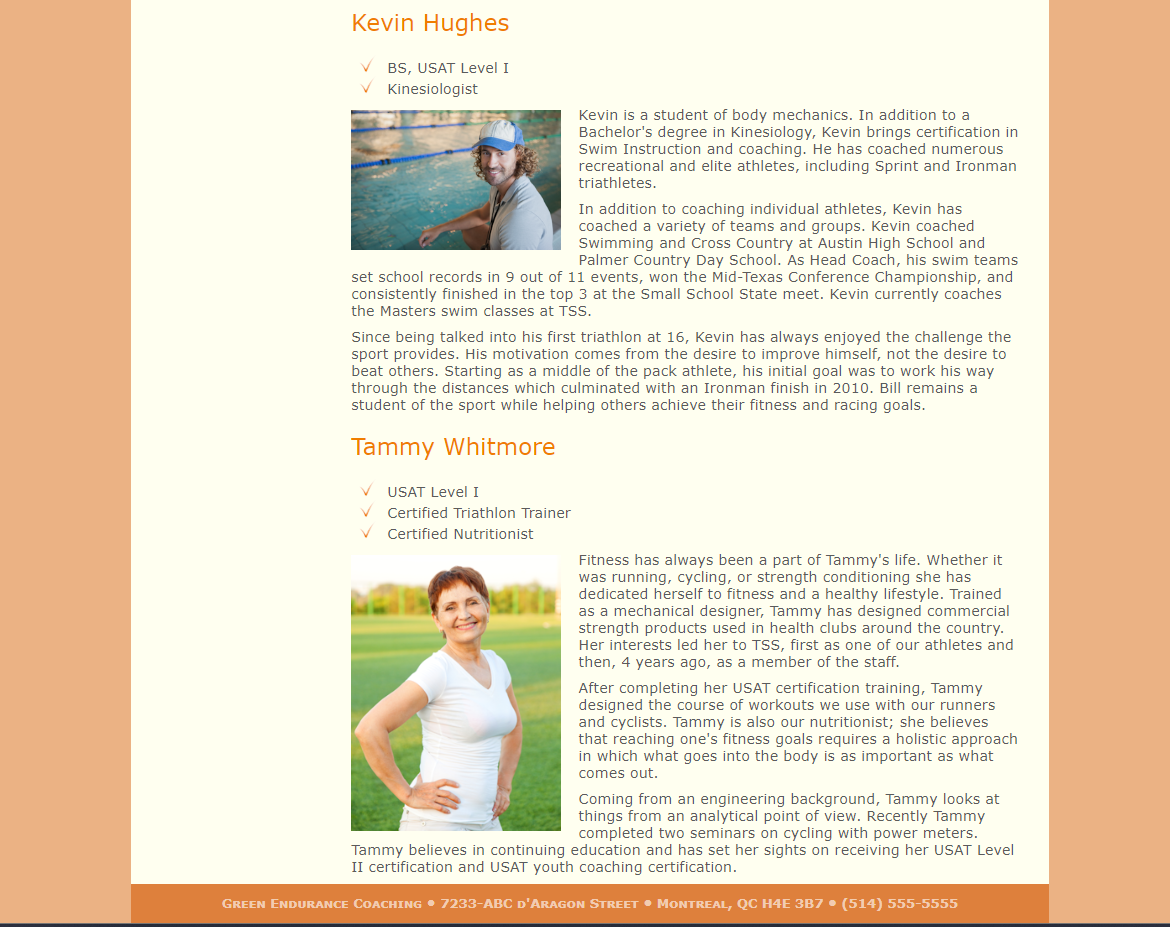 Kevin Hughes
BS, USAT Level I
Kinesiologist
Kevin is a student of body mechanics. In addition to a
Bachelor's degree in Kinesiology, Kevin brings certification in
Swim Instruction and coaching. He has coached numerous
recreational and elite athletes, including Sprint and Ironman
triathletes.
In addition to coaching individual athletes, Kevin has
coached a variety of teams and groups. Kevin coached
Swimming and Cross Country at Austin High School and
Palmer Country Day School. As Head Coach, his swim teams
set school records in 9 out of 11 events, won the Mid-Texas Conference Championship, and
consistently finished in the top 3 at the Small School State meet. Kevin currently coaches
the Masters swim classes at TSS.
Since being talked into his first triathlon at 16, Kevin has always enjoyed the challenge the
sport provides. His motivation comes from the desire to improve himself, not the desire to
beat others. Starting as a middle of the pack athlete, his initial goal was to work his way
through the distances which culminated with an Ironman finish in 2010. Bill remains a
student of the sport while helping others achieve their fitness and racing goals.
Tammy Whitmore
USAT Level I
Certified Triathlon Trainer
Certified Nutritionist
Fitness has always been a part of Tammy's life. Whether it
was running, cycling, or strength conditioning she has
dedicated herself to fitness and a healthy lifestyle. Trained
as a mechanical designer, Tammy has designed commercial
strength products used in health clubs around the country.
Her interests led her to TSS, first as one of our athletes and
then, 4 years ago, as a member of the staff.
After completing her USAT certification training, Tammy
designed the course of workouts we use with our runners
and cyclists. Tammy is also our nutritionist; she believes
that reaching one's fitness goals requires a holistic approach
in which what goes into the body is as important as what
comes out.
Coming from an engineering background, Tammy looks at
things from an analytical point of view. Recently Tammy
completed two seminars on cycling with power meters.
Tammy believes in continuing education and has set her sights on receiving her USAT Level
II certification and USAT youth coaching certification.
Green Endurance Coaching • 7233-ABC d'Aragon Street • Montreal, QC H4E 3B7 • (514) 555-5555